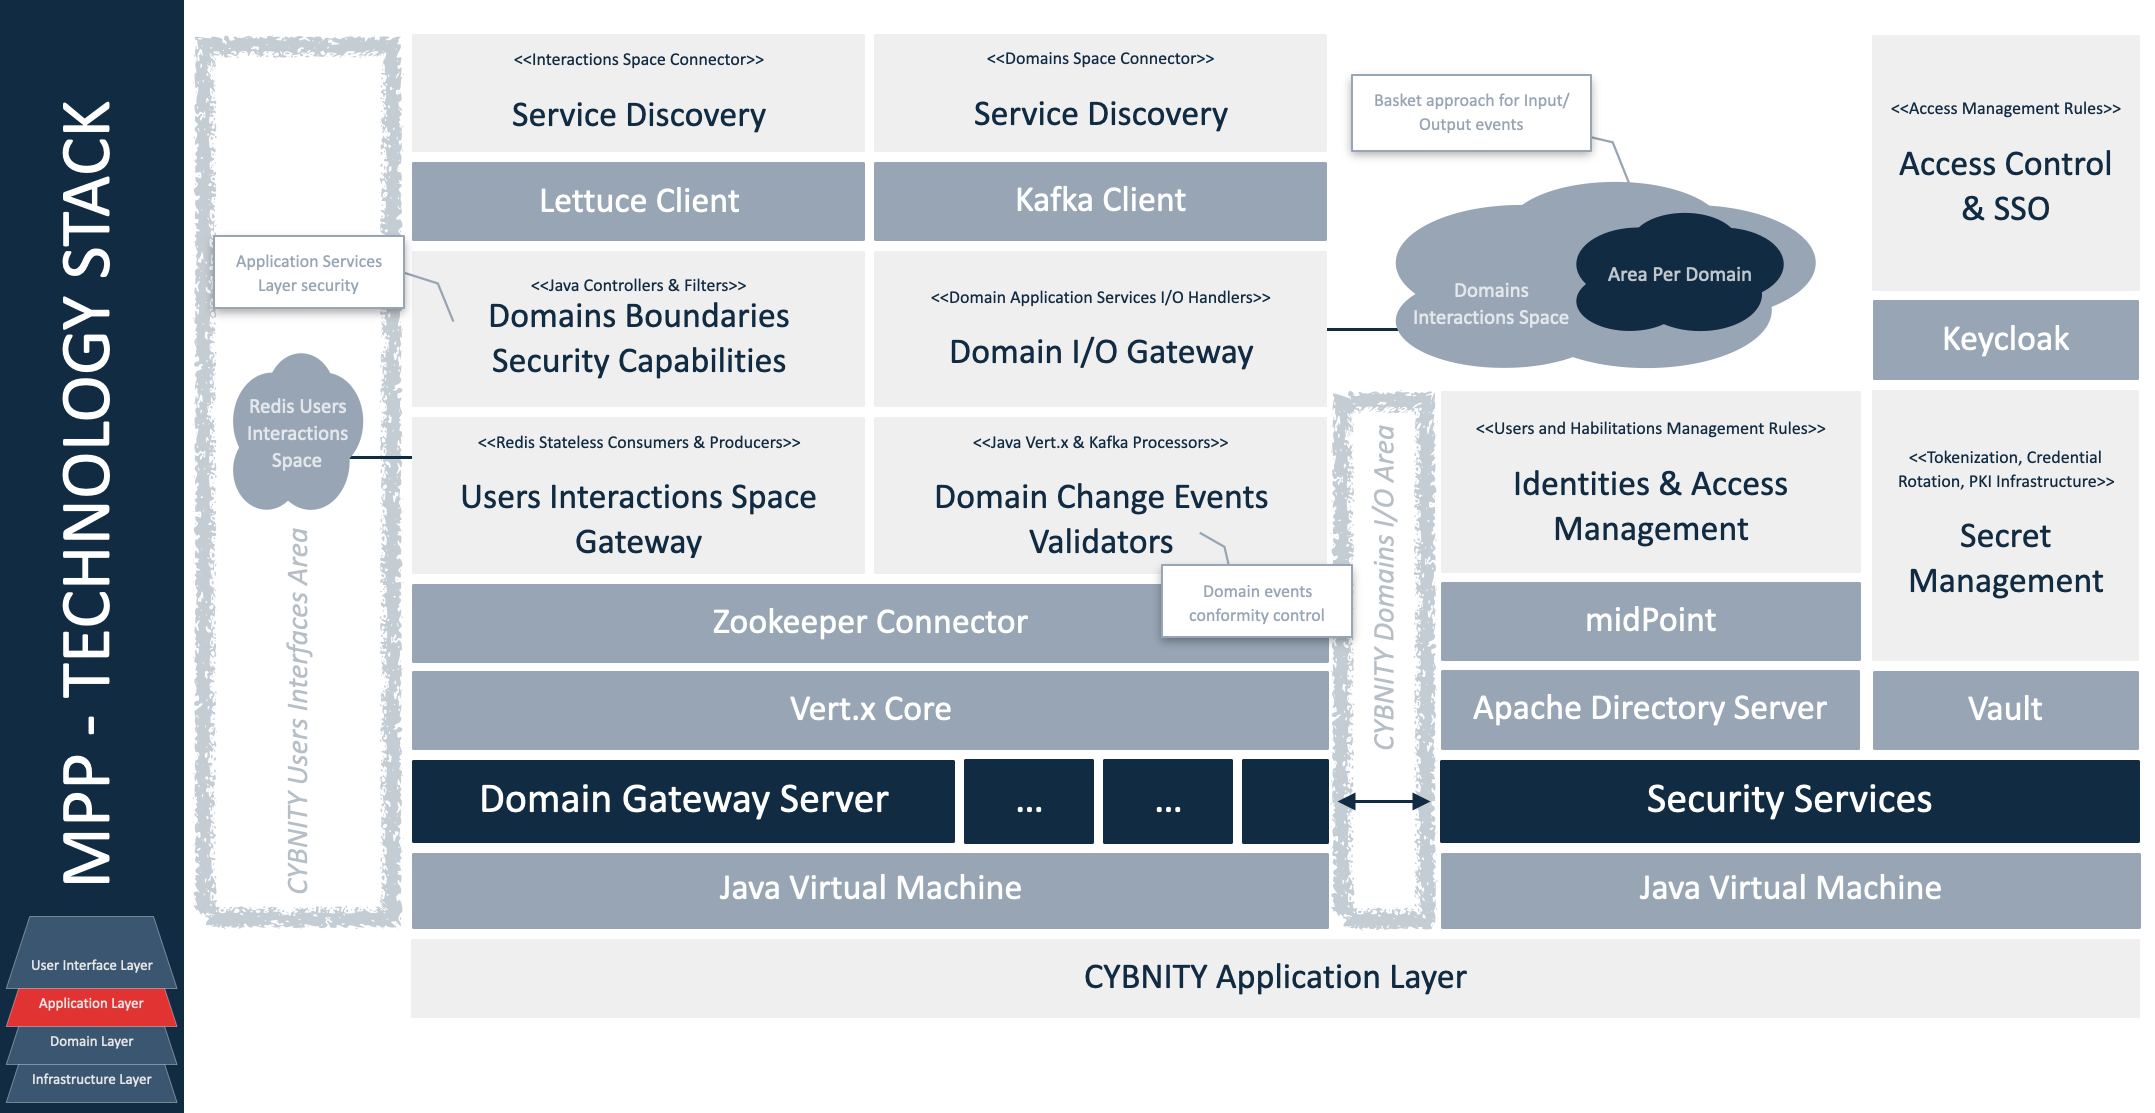 MPP - TECHNOLOGY STACK
User Interface Layer
Application Layer
Domain Layer
Infrastructure Layer
Application Services
Layer security
Redis Users
Interactions
Space
CYBNITY Users Interfaces Area
<<Interactions Space Connector>>
Service Discovery
Lettuce Client
<<Java Controllers & Filters>>
Domains Boundaries
Security Capabilities
<<Redis Stateless Consumers & Producers>>
Users Interactions Space
Gateway
<<Domains Space Connector>>
Service Discovery
Kafka Client
<<Domain Application Services I/O Handlers>>
Domain I/O Gateway
<<Java Vert.x & Kafka Processors>>
Domain Change Events
Validators
Domain events
conformity control
Zookeeper Connector
Vert.x Core
Domain Gateway Server
...
...
Java Virtual Machine
Basket approach for Input/
Output events
Domains
Interactions Space
Area Per Domain
CYBNITY Domains I/O Area
<<Users and Habilitations Management Rules>>
Identities & Access
Management
midPoint
Apache Directory Server
<<Access Management Rules>>
Access Control
& SSO
Keycloak
<<Tokenization, Credential
Rotation, PKI Infrastructure>>
Secret
Management
Vault
Security Services
Java Virtual Machine
CYBNITY Application Layer